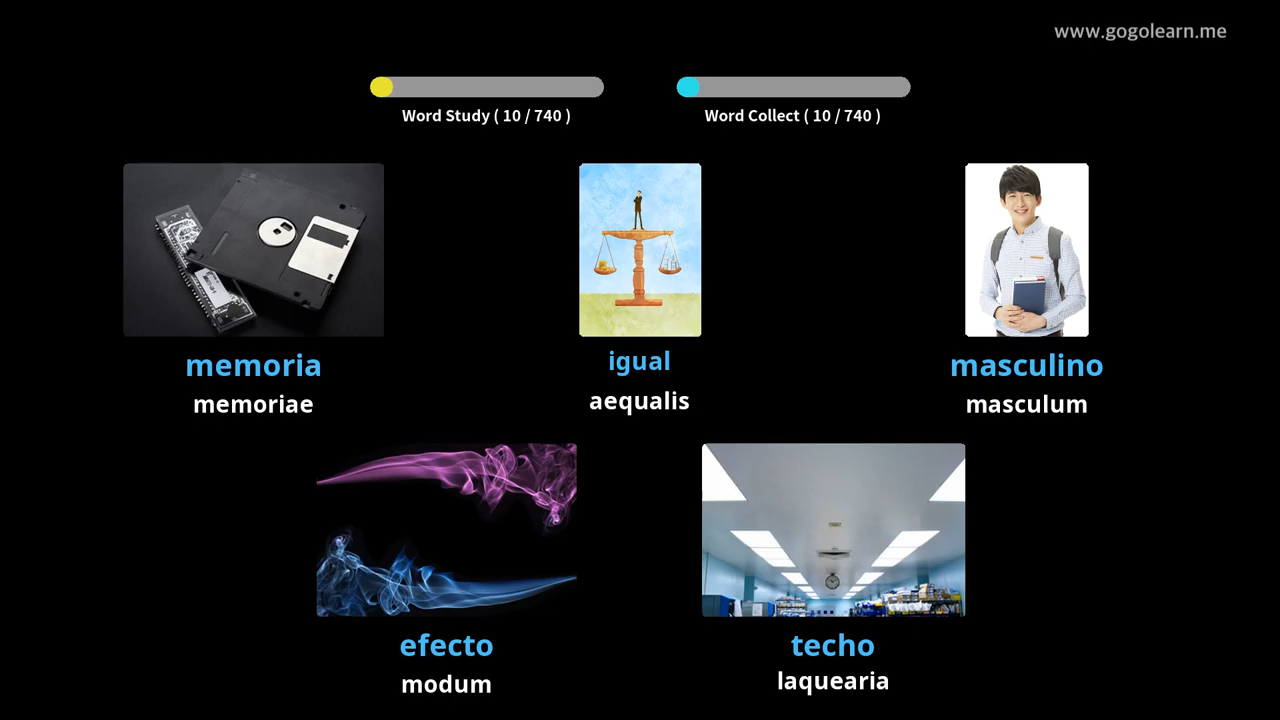 www.gogolearn.me
Word Study ( 10 / 740 )
Word Collect ( 10 / 740 )
memoria
memoriae
igual
aequalis
masculino
masculum
efecto
modum
techo
laquearia